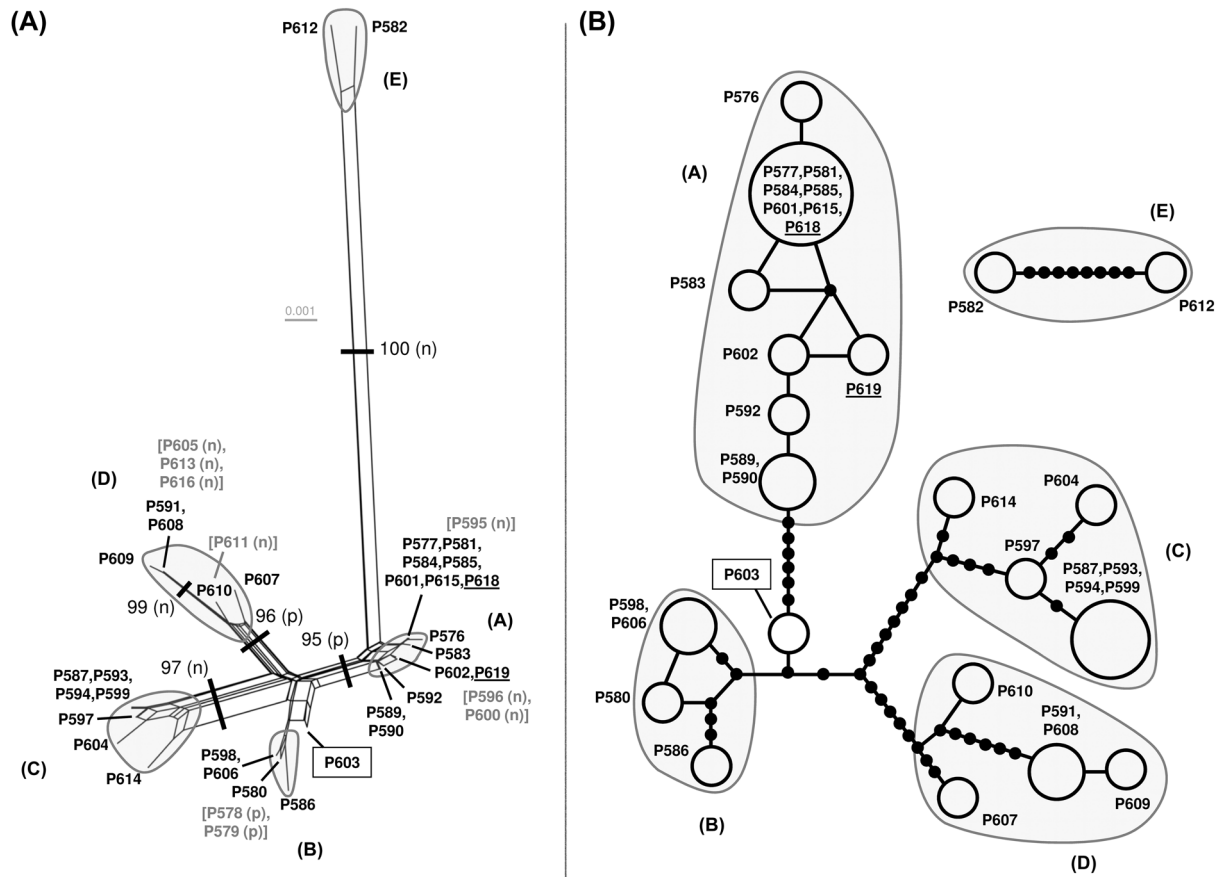 (A)
P612
P582
(E)
0.001
100 (n)
[P605 (n),
P613 (n),
P616 (n)]
(D)
P591,
P608
[P611 (n)]
P609
P610
P607
99 (n)
96 (p)
95 (p)
97 (n)
[P595 (n)]
P577,P581,
P584,P585,
P601,P615,P618
(A)
P576
P583
P602,P619
P592
[P596 (n),
P600 (n)]
P589,
P590
P587,P593,
P594,P599
P597
P604
P614
(C)
P598,
P606
P580
P603
P586
[P578 (p),
P579 (p)]
(B)
(B)
P576
(A)
P577,P581,
P584,P585,
P601,P615,
P618
P583
P602
P619
P592
P589,
P590
P603
(E)
P582
P612
P614
P604
P597
(C)
P587,P593,
P594,P599
P598,
P606
P580
P586
(B)
P610
P591,
P608
P607
P609
(D)